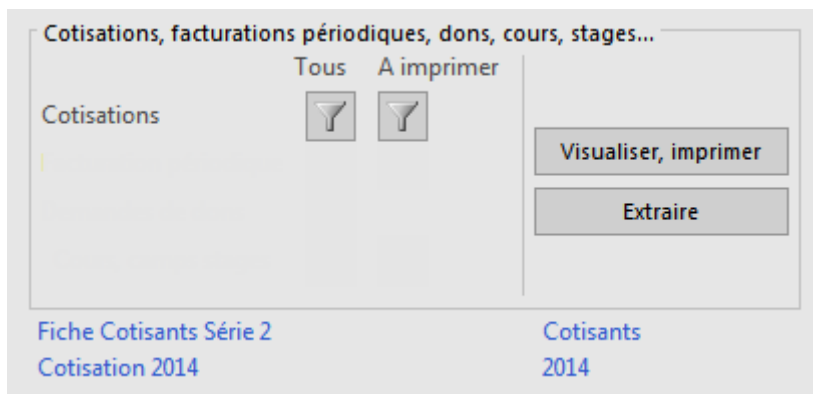 Cotisations, facturations périodiques, dons, cours, stages...
Tous A imprimer
Cotisations
Visualiser, imprimer
Extraire
Fiche Cotisants Série 2 Cotisants
Cotisation 2014 2014